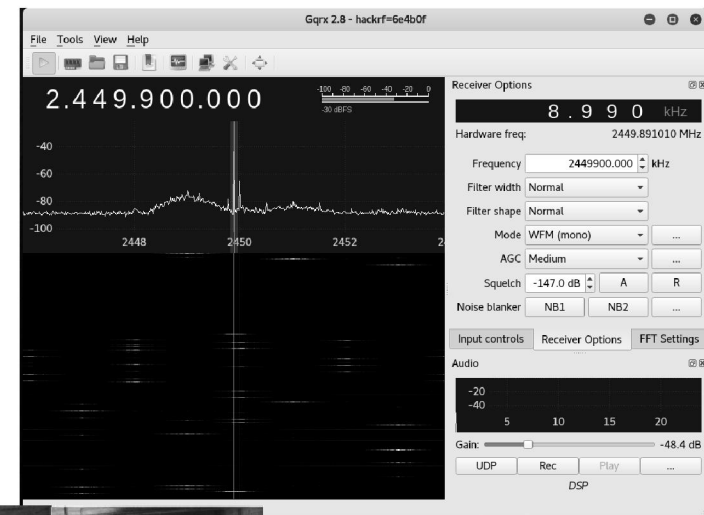 Gqrx 2.8 - hackrf=6e4b0f
File Tools View Help
2.449.900.000
-100 -80 -60 -40 -20 0
-30 dBFS
-40
-60
-80
-100
2448 2450 2452 2
Receiver Options
8.990 kHz
Hardware freq: 2449.891010 MHz
Frequency 2449900.000 kHz
Filter width Normal
Filter shape Normal
Mode WFM (mono) ...
AGC Medium ...
Squelch -147.0 dB A R
Noise blanker NB1 NB2 ...
Input controls Receiver Options FFT Settings
Audio
-20
-40
5 10 15 20
Gain: -48.4 dB
UDP Rec Play ...
DSP